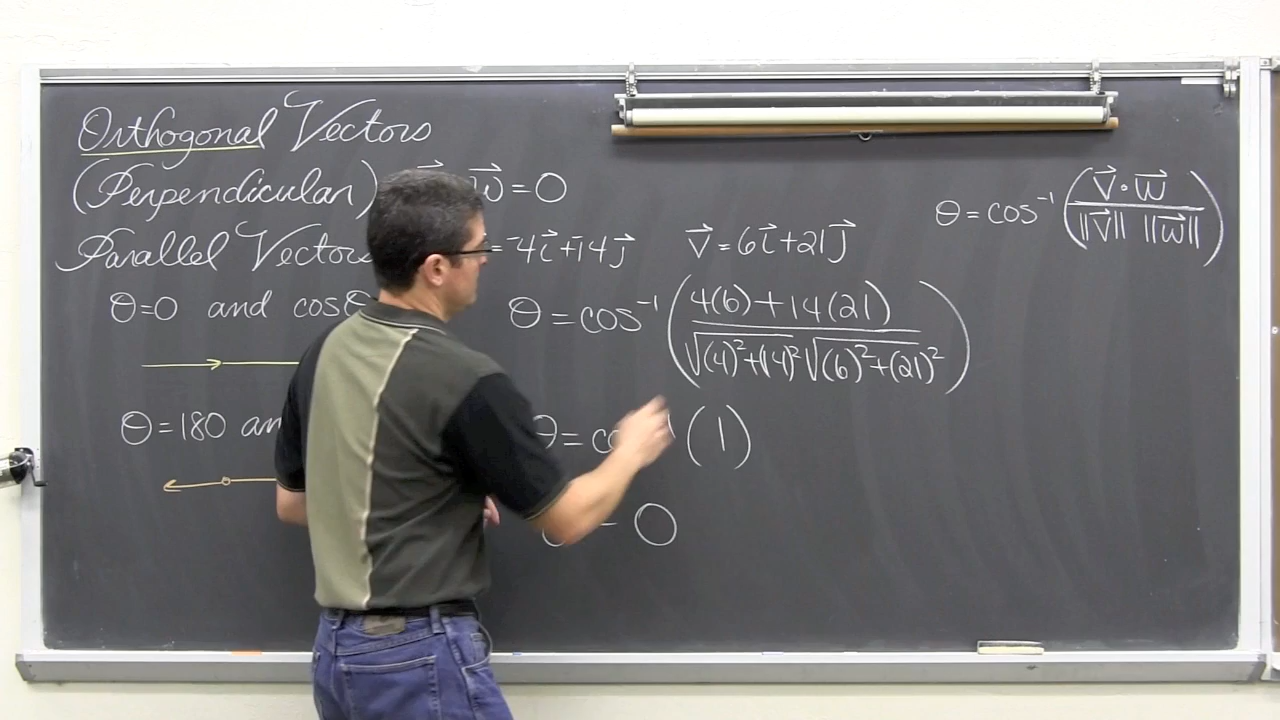 Orthogonal Vectors
(Perpendicular) w⃗ = 0
Parallel Vectors = ⁻4i⃗ + ⁻14j⃗ v⃗ = 6i⃗ + 21j⃗
θ = cos⁻¹ (v⃗ · w⃗ / ‖v⃗‖ ‖w⃗‖)
θ = 0 and cosθ
θ = cos⁻¹ (4(6) + 14(21) / √(4)² + (14)² √(6)² + (21)²)
θ = 180 an
θ = co ¹ (1)
= 0